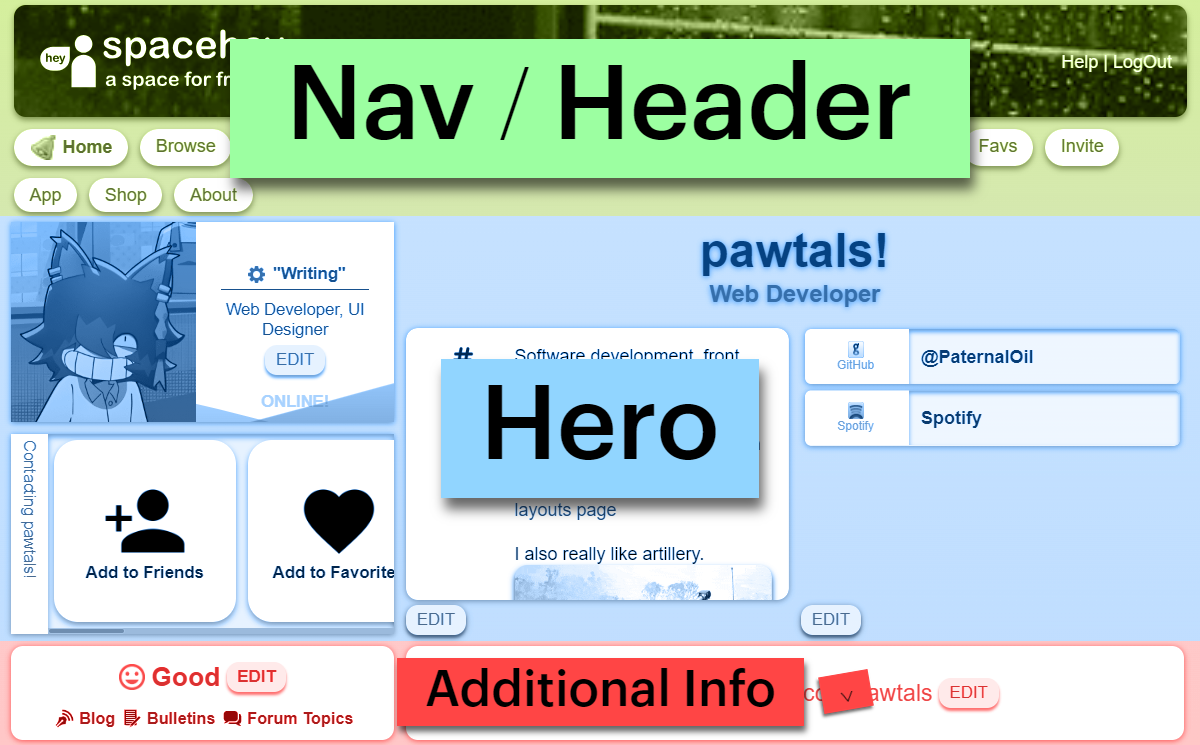 hey
spacehey
a space for fr
Help | LogOut
Nav / Header
Home
Browse
Favs
Invite
App
Shop
About
"Writing"
Web Developer, UI
Designer
EDIT
ONLINE!
Contacting pawtals!
Add to Friends
Add to Favorite
pawtals!
Web Developer
#
Software development, front
Hero
layouts page
I also really like artillery.
EDIT
GitHub
@PaternalOil
Spotify
Spotify
EDIT
Good
EDIT
Blog
Bulletins
Forum Topics
Additional Info
awtals
EDIT